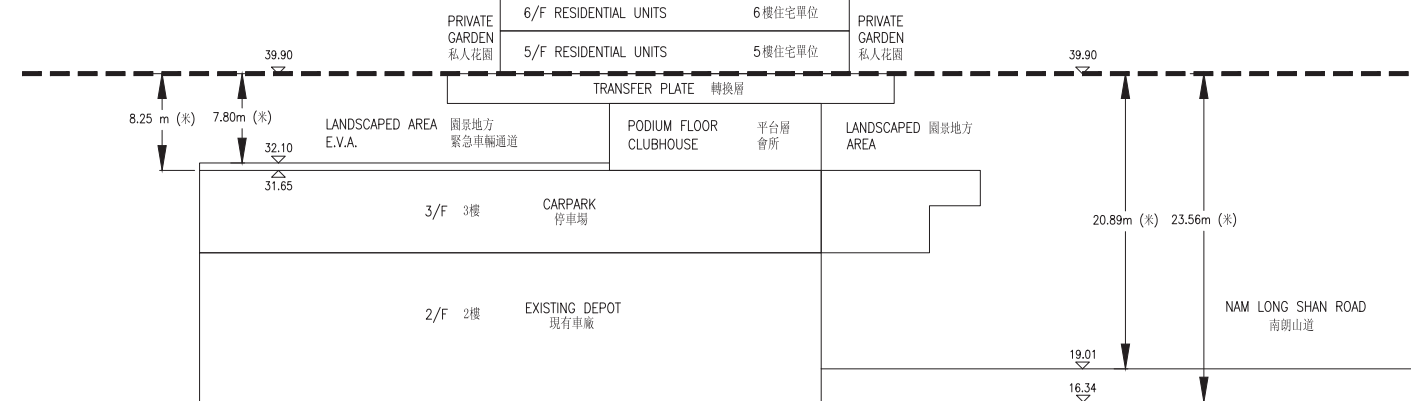 6/F RESIDENTIAL UNITS 6樓住宅單位
PRIVATE GARDEN 私人花園
PRIVATE GARDEN 私人花園
5/F RESIDENTIAL UNITS 5樓住宅單位
39.90
39.90
TRANSFER PLATE 轉換層
8.25 m (米)
7.80m (米)
LANDSCAPED AREA 園景地方
E.V.A. 緊急車輛通道
PODIUM FLOOR 平台層
CLUBHOUSE 會所
LANDSCAPED 園景地方
AREA
32.10
31.65
3/F 3樓
CARPARK
停車場
20.89m (米)
23.56m (米)
2/F 2樓
EXISTING DEPOT
現有車廠
NAM LONG SHAN ROAD
南朗山道
19.01
16.34